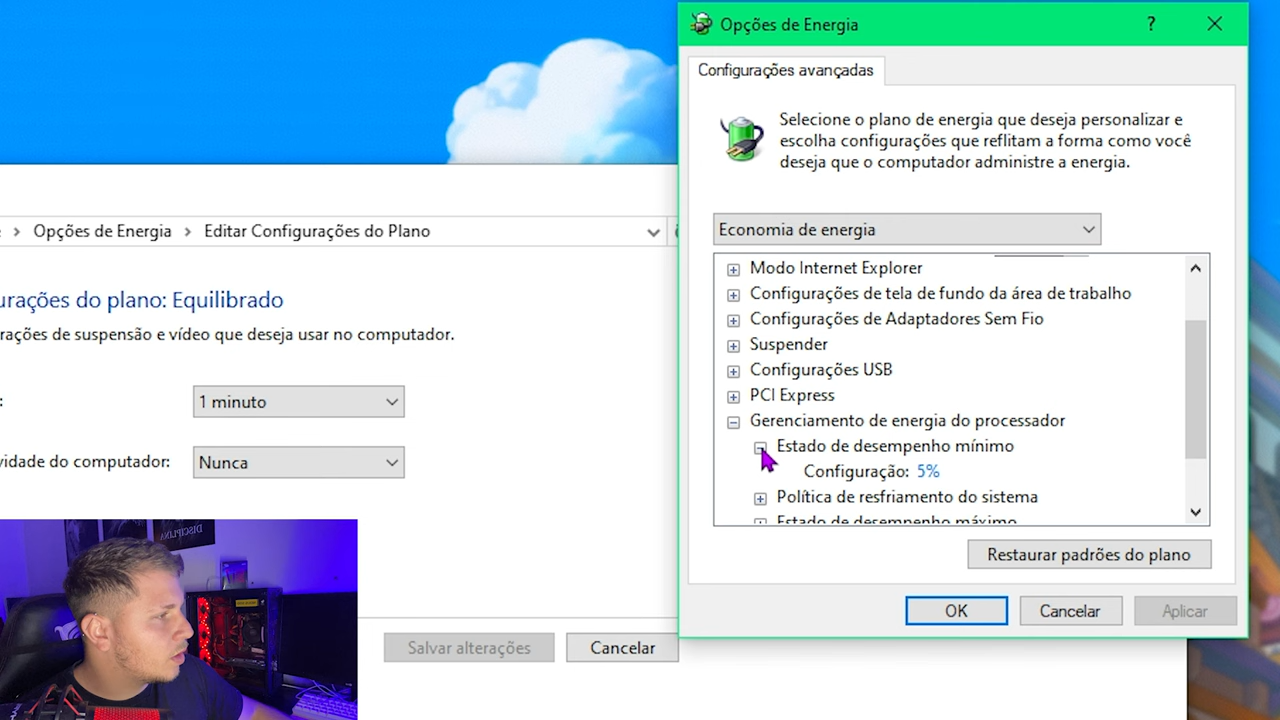 Opções de Energia
?
Configurações avançadas
Selecione o plano de energia que deseja personalizar e
escolha configurações que reflitam a forma como você
deseja que o computador administre a energia.
Economia de energia
Modo Internet Explorer
Configurações de tela de fundo da área de trabalho
Configurações de Adaptadores Sem Fio
Suspender
Configurações USB
PCI Express
Gerenciamento de energia do processador
Estado de desempenho mínimo
Configuração: 5%
Política de resfriamento do sistema
Estado de desempenho máximo
Restaurar padrões do plano
OK
Cancelar
Aplicar
Opções de Energia > Editar Configurações do Plano
urações do plano: Equilibrado
rações de suspensão e vídeo que deseja usar no computador.
1 minuto
vidade do computador:
Nunca
Salvar alterações
Cancelar
DISCIPLINA